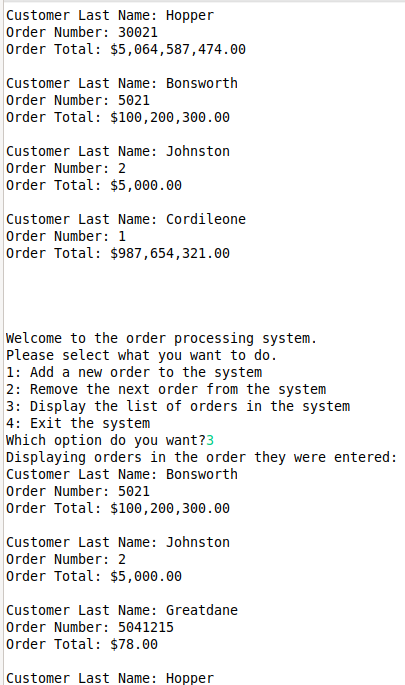 Customer Last Name: Hopper
Order Number: 30021
Order Total: $5,064,587,474.00
Customer Last Name: Bonsworth
Order Number: 5021
Order Total: $100,200,300.00
Customer Last Name: Johnston
Order Number: 2
Order Total: $5,000.00
Customer Last Name: Cordileone
Order Number: 1
Order Total: $987,654,321.00
Welcome to the order processing system.
Please select what you want to do.
1: Add a new order to the system
2: Remove the next order from the system
3: Display the list of orders in the system
4: Exit the system
Which option do you want?3
Displaying orders in the order they were entered:
Customer Last Name: Bonsworth
Order Number: 5021
Order Total: $100,200,300.00
Customer Last Name: Johnston
Order Number: 2
Order Total: $5,000.00
Customer Last Name: Greatdane
Order Number: 5041215
Order Total: $78.00
Customer Last Name: Hopper